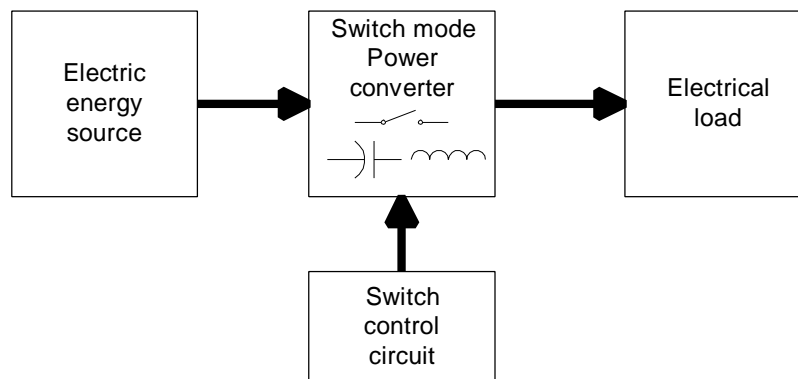 Electric
energy
source
Switch mode
Power
converter
Electrical
load
Switch
control
circuit